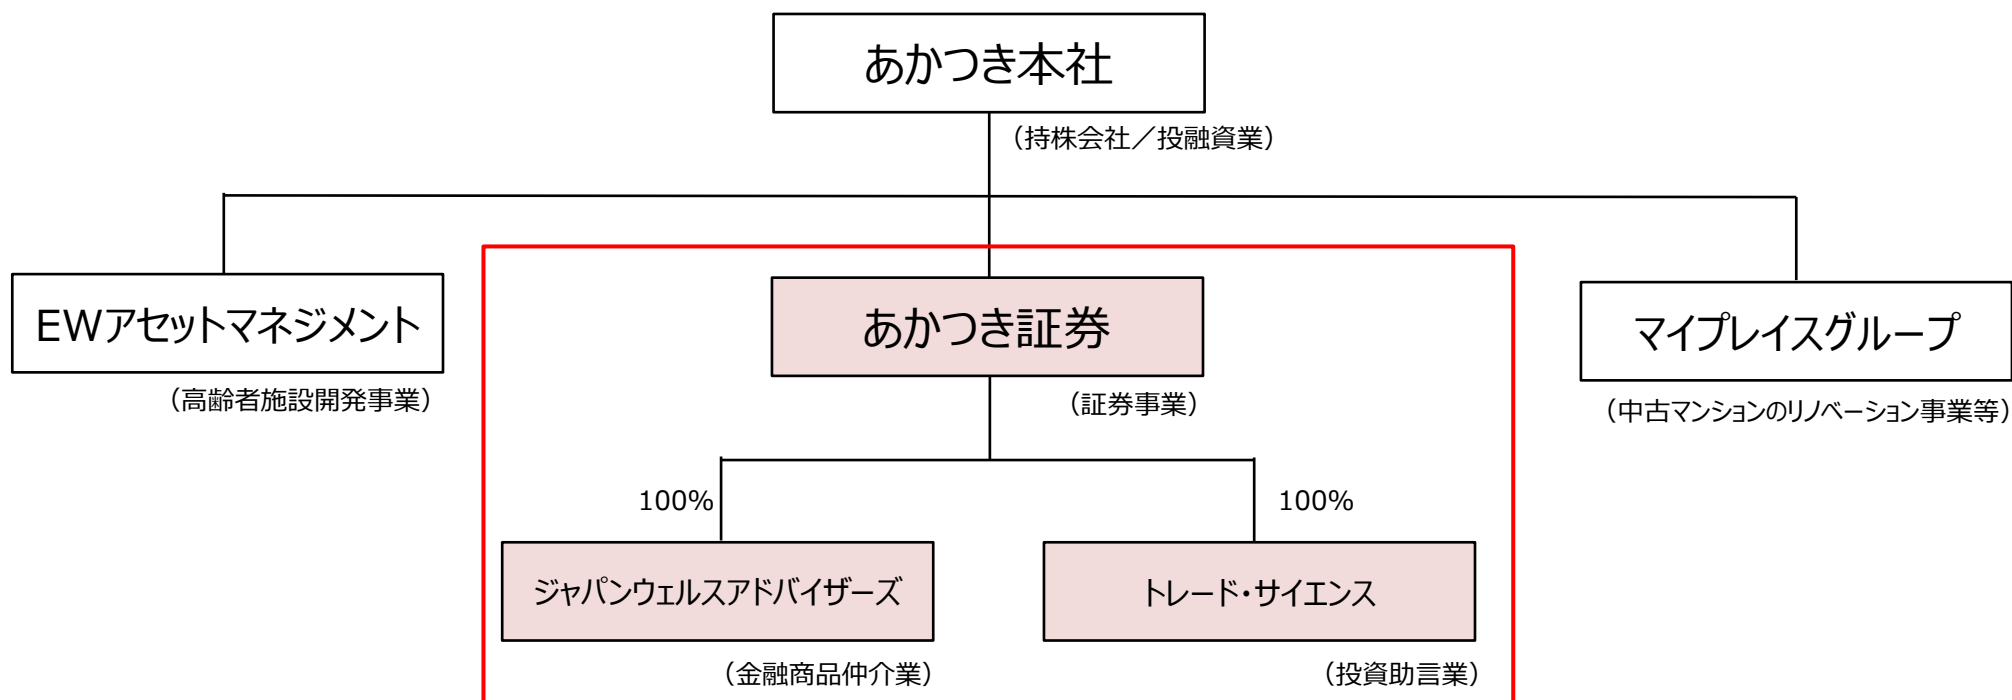 あかつき本社
（持株会社／投融資業）
EWアセットマネジメント
（高齢者施設開発事業）
あかつき証券
（証券事業）
マイプレイスグループ
（中古マンションのリノベーション事業等）
100%
100%
ジャパンウェルスアドバイザーズ
（金融商品仲介業）
トレード・サイエンス
（投資助言業）